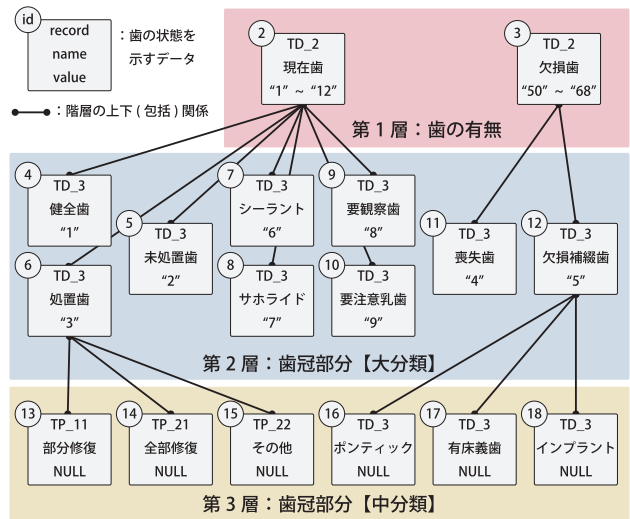 id
record
name
value
：歯の状態を
示すデータ
：階層の上下(包括)関係
2
TD_2
現在歯
“1” ~ “12”
3
TD_2
欠損歯
“50” ~ “68”
第1層：歯の有無
4
TD_3
健全歯
“1”
5
TD_3
未処置歯
“2”
6
TD_3
処置歯
“3”
7
TD_3
シーラント
“6”
8
TD_3
サホライド
“7”
9
TD_3
要観察歯
“8”
10
TD_3
要注意乳歯
“9”
11
TD_3
喪失歯
“4”
12
TD_3
欠損補綴歯
“5”
第2層：歯冠部分【大分類】
13
TP_11
部分修復
NULL
14
TP_21
全部修復
NULL
15
TP_22
その他
NULL
16
TD_3
ポンティック
NULL
17
TD_3
有床義歯
NULL
18
TD_3
インプラント
NULL
第3層：歯冠部分【中分類】